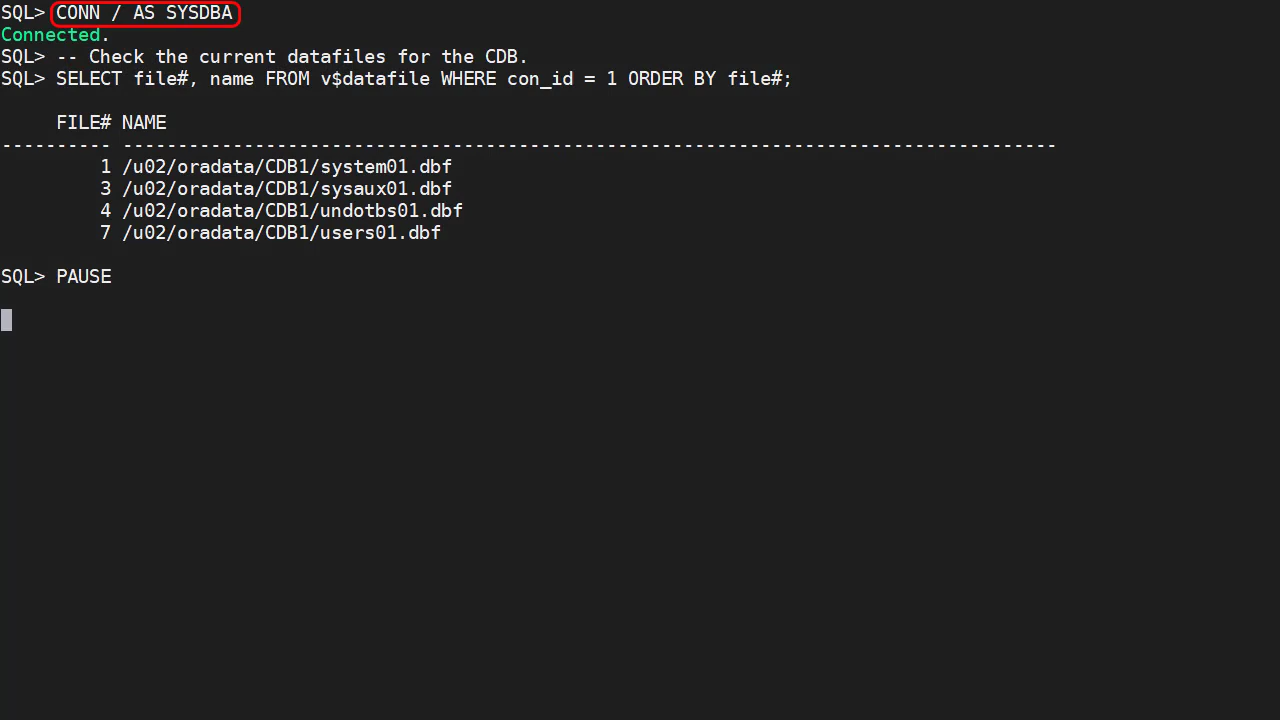 SQL> CONN / AS SYSDBA
Connected.
SQL> -- Check the current datafiles for the CDB.
SQL> SELECT file#, name FROM v$datafile WHERE con_id = 1 ORDER BY file#;
     FILE# NAME
---------- -------------------------------------------------------------------------------------
         1 /u02/oradata/CDB1/system01.dbf
         3 /u02/oradata/CDB1/sysaux01.dbf
         4 /u02/oradata/CDB1/undotbs01.dbf
         7 /u02/oradata/CDB1/users01.dbf
SQL> PAUSE